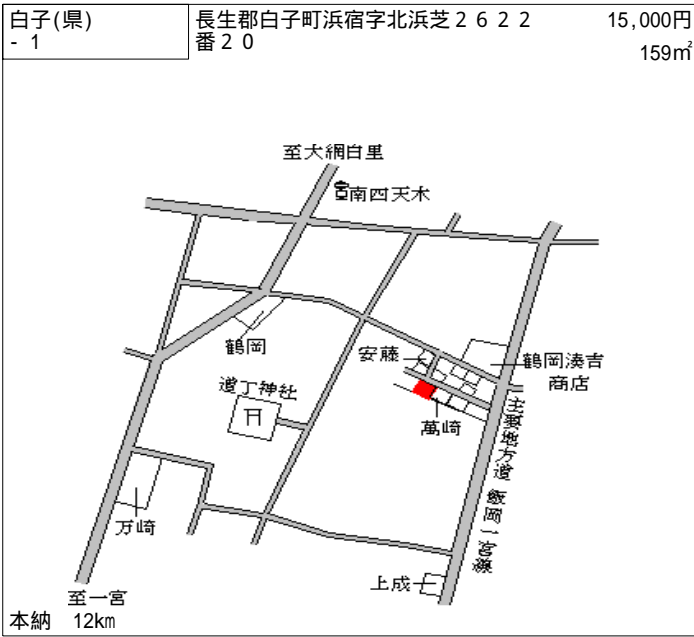 白子(県)
- 1
長生郡白子町浜宿字北浜芝2622
番20
15,000円
159㎡
至大網白里
南四天木
鶴岡
安藤
鶴岡湊吉
商店
道丁神社
萬崎
主要地方道 飯岡一宮線
万崎
上成
至一宮
本納 12km